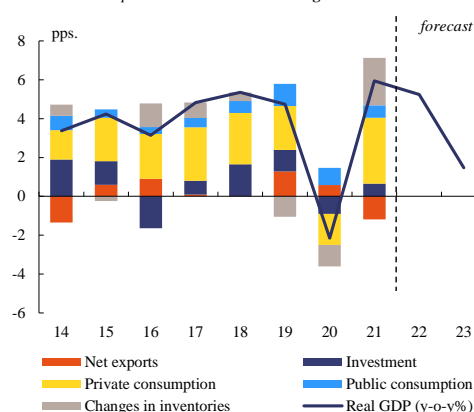 pps.
forecast
8
6
4
2
0
-2
-4
-6
14 15 16 17 18 19 20 21 22 23
Net exports Investment
Private consumption Public consumption
Changes in inventories Real GDP (y-o-y%)